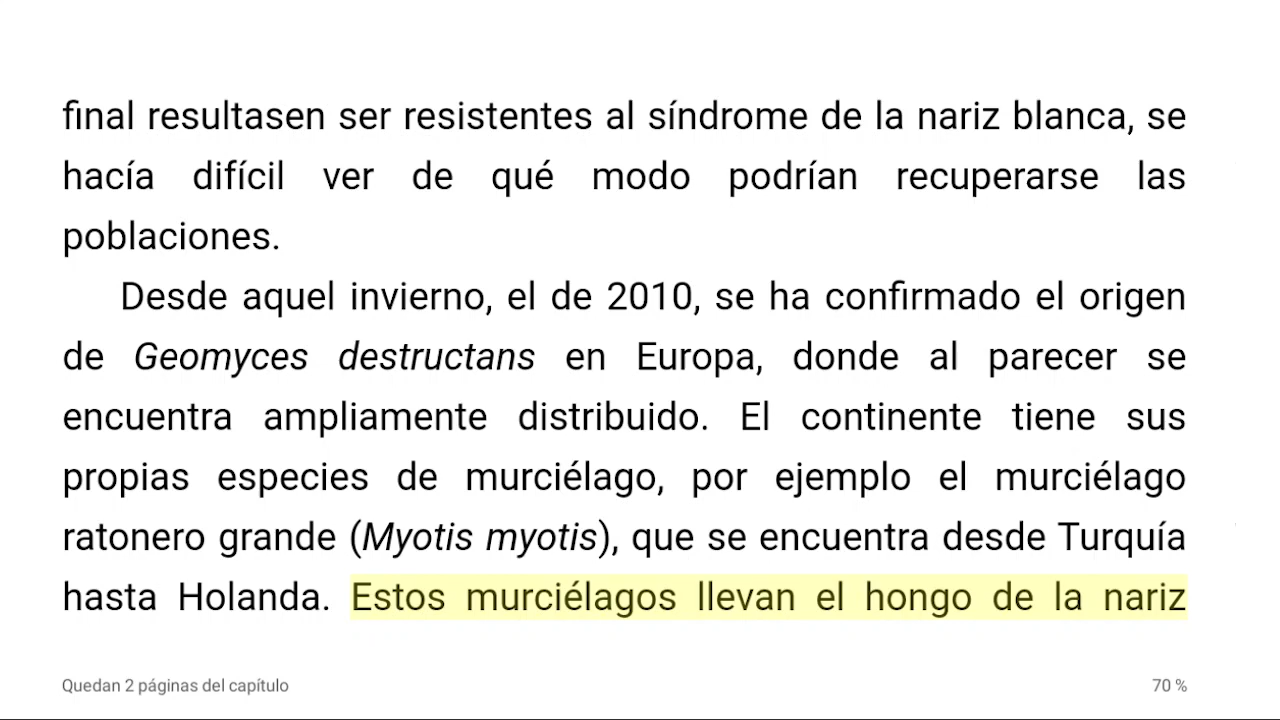 final resultasen ser resistentes al síndrome de la nariz blanca, se
hacía difícil ver de qué modo podrían recuperarse las
poblaciones.
Desde aquel invierno, el de 2010, se ha confirmado el origen
de Geomyces destructans en Europa, donde al parecer se
encuentra ampliamente distribuido. El continente tiene sus
propias especies de murciélago, por ejemplo el murciélago
ratonero grande (Myotis myotis), que se encuentra desde Turquía
hasta Holanda. Estos murciélagos llevan el hongo de la nariz
Quedan 2 páginas del capítulo
70 %